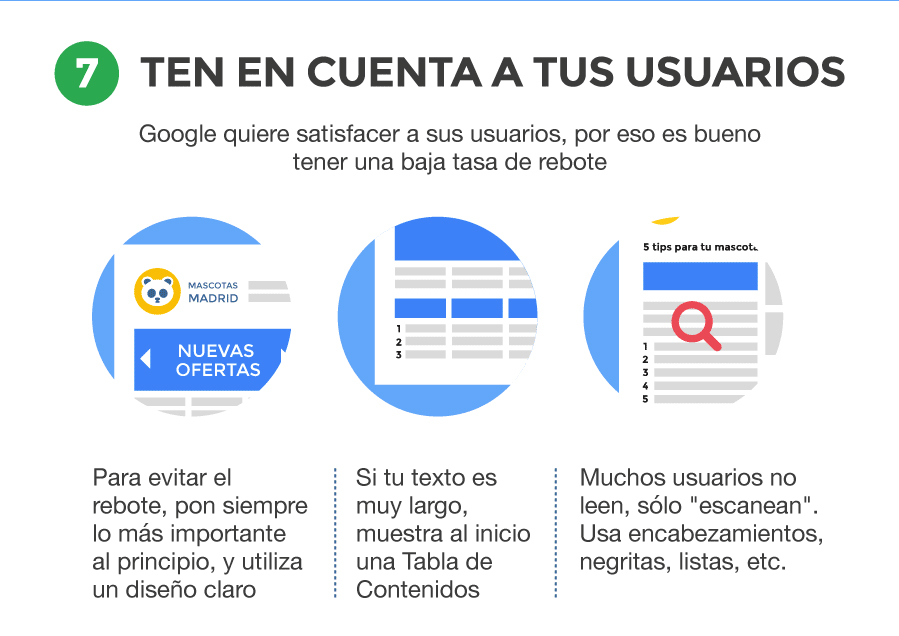 7 TEN EN CUENTA A TUS USUARIOS
Google quiere satisfacer a sus usuarios, por eso es bueno
tener una baja tasa de rebote
MASCOTAS
MADRID
NUEVAS
OFERTAS
1
2
3
5 tips para tu mascot
1
2
3
4
5
Para evitar el
rebote, pon siempre
lo más importante
al principio, y utiliza
un diseño claro
Si tu texto es
muy largo,
muestra al inicio
una Tabla de
Contenidos
Muchos usuarios no
leen, sólo "escanean".
Usa encabezamientos,
negritas, listas, etc.